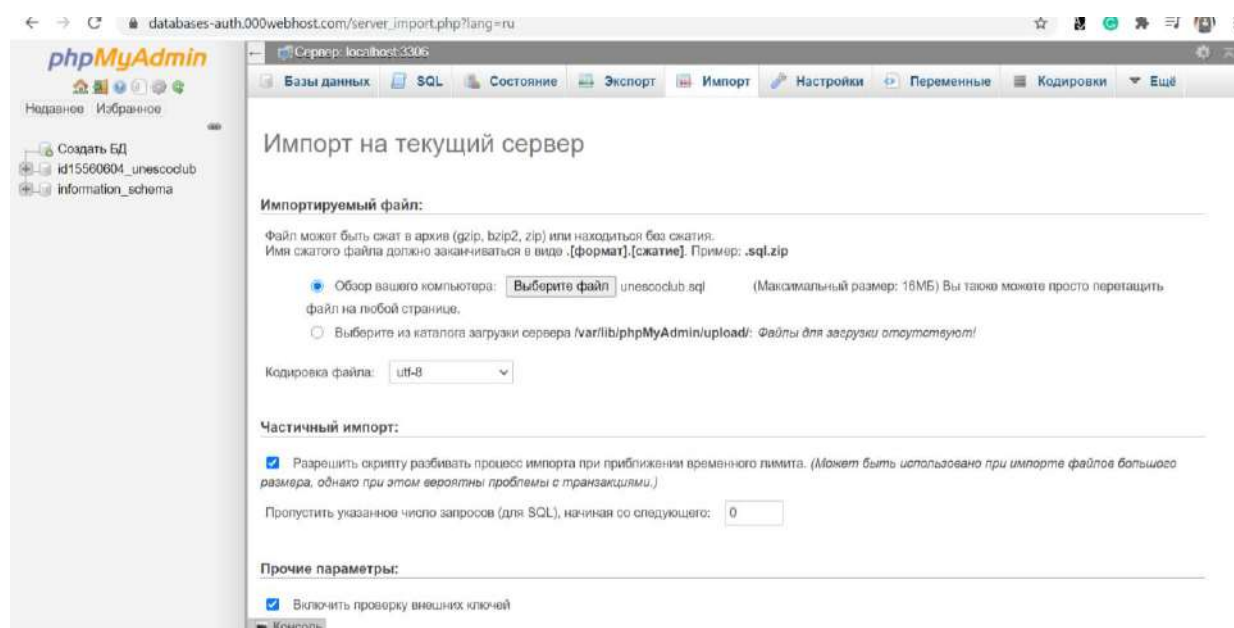 databases-auth.000webhost.com/server_import.php?lang=ru
phpMyAdmin
Недавнее Избранное
Создать БД
id15560604_unescoclub
information_schema
Сервер: localhost:3306
Базы данных SQL Состояние Экспорт Импорт Настройки Переменные Кодировки Ещё
Импорт на текущий сервер
Импортируемый файл:
Файл может быть сжат в архив (gzip, bzip2, zip) или находиться без сжатия.
Имя сжатого файла должно заканчиваться в виде .[формат].[сжатие]. Пример: .sql.zip
Обзор вашего компьютера: Выберите файл unescoclub.sql (Максимальный размер: 16МБ) Вы также можете просто перетащить
файл на любой странице.
Выберите из каталога загрузки сервера /var/lib/phpMyAdmin/upload/: Файлы для загрузки отсутствуют!
Кодировка файла: utf-8
Частичный импорт:
Разрешить скрипту разбивать процесс импорта при приближении временного лимита. (Может быть использовано при импорте файлов большого
размера, однако при этом вероятны проблемы с транзакциями.)
Пропустить указанное число запросов (для SQL), начиная со следующего: 0
Прочие параметры:
Включить проверку внешних ключей
Консоль